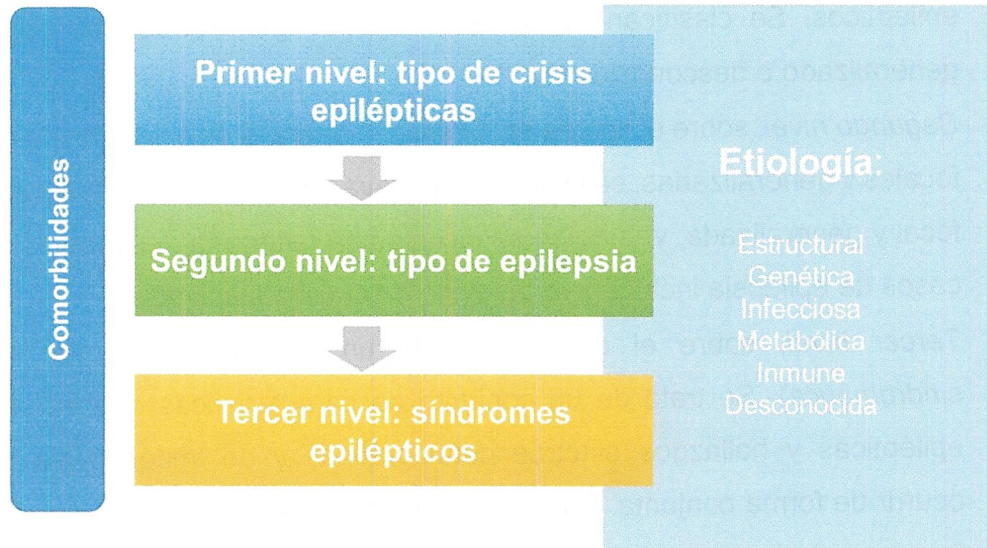 Comorbilidades
Primer nivel: tipo de crisis
epilépticas
Segundo nivel: tipo de epilepsia
Tercer nivel: síndromes
epilépticos
Etiología:
Estructural
Genética
Infecciosa
Metabólica
Inmune
Desconocida